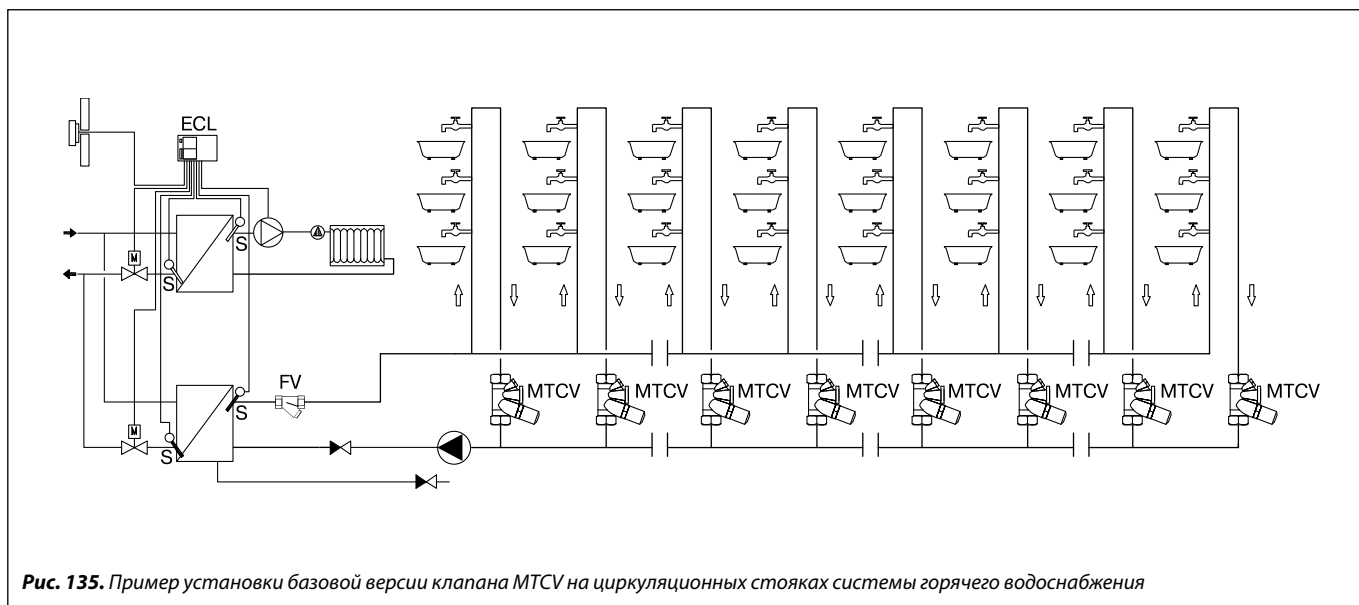 ECL
M
S
S
M
FV
S
S
MTCV MTCV MTCV MTCV MTCV MTCV MTCV MTCV
Рис. 135. Пример установки базовой версии клапана MTCV на циркуляционных стояках системы горячего водоснабжения